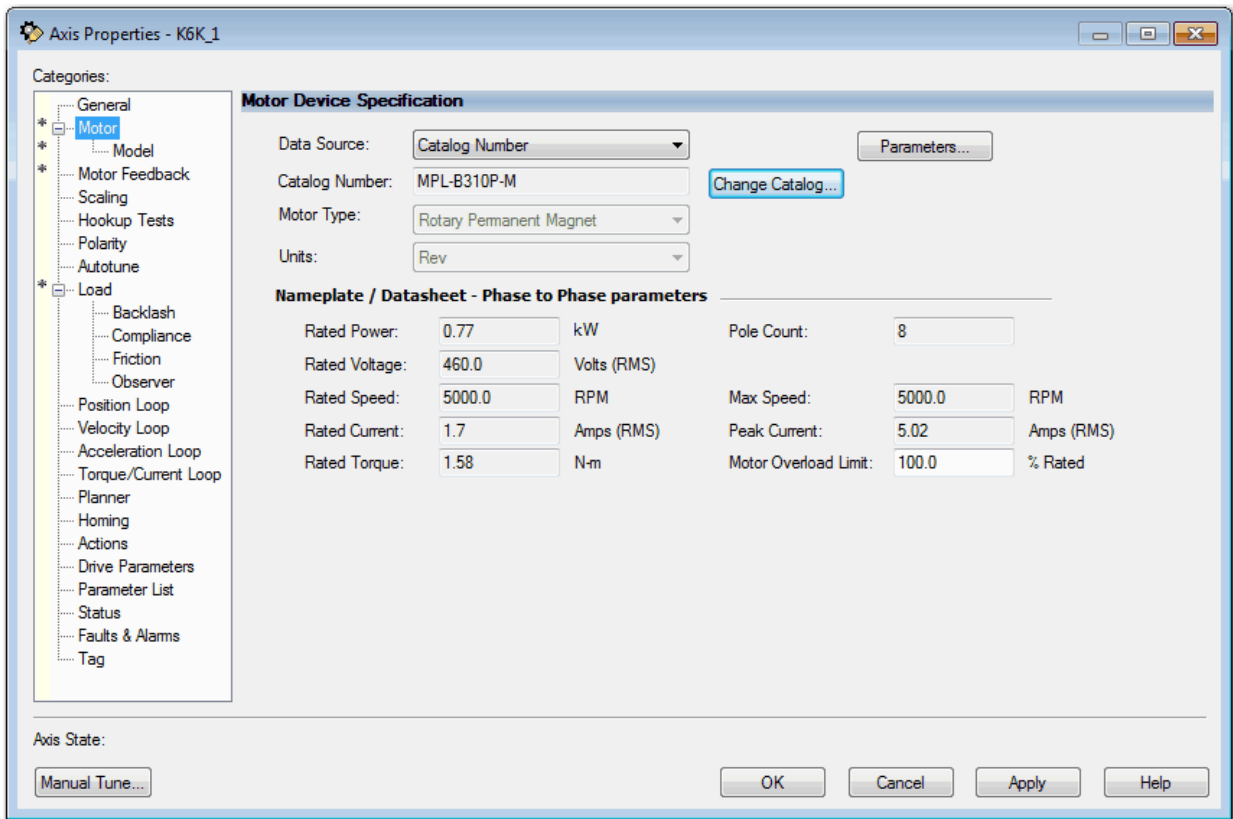 Axis Properties - K6K_1
Categories:
General
* Motor
* Model
* Motor Feedback
Scaling
Hookup Tests
Polarity
Autotune
* Load
Backlash
Compliance
Friction
Observer
Position Loop
Velocity Loop
Acceleration Loop
Torque/Current Loop
Planner
Homing
Actions
Drive Parameters
Parameter List
Status
Faults & Alarms
Tag
Motor Device Specification
Data Source: Catalog Number Parameters...
Catalog Number: MPL-B310P-M Change Catalog...
Motor Type: Rotary Permanent Magnet
Units: Rev
Nameplate / Datasheet - Phase to Phase parameters
Rated Power: 0.77 kW Pole Count: 8
Rated Voltage: 460.0 Volts (RMS)
Rated Speed: 5000.0 RPM Max Speed: 5000.0 RPM
Rated Current: 1.7 Amps (RMS) Peak Current: 5.02 Amps (RMS)
Rated Torque: 1.58 N-m Motor Overload Limit: 100.0 % Rated
Axis State:
Manual Tune... OK Cancel Apply Help